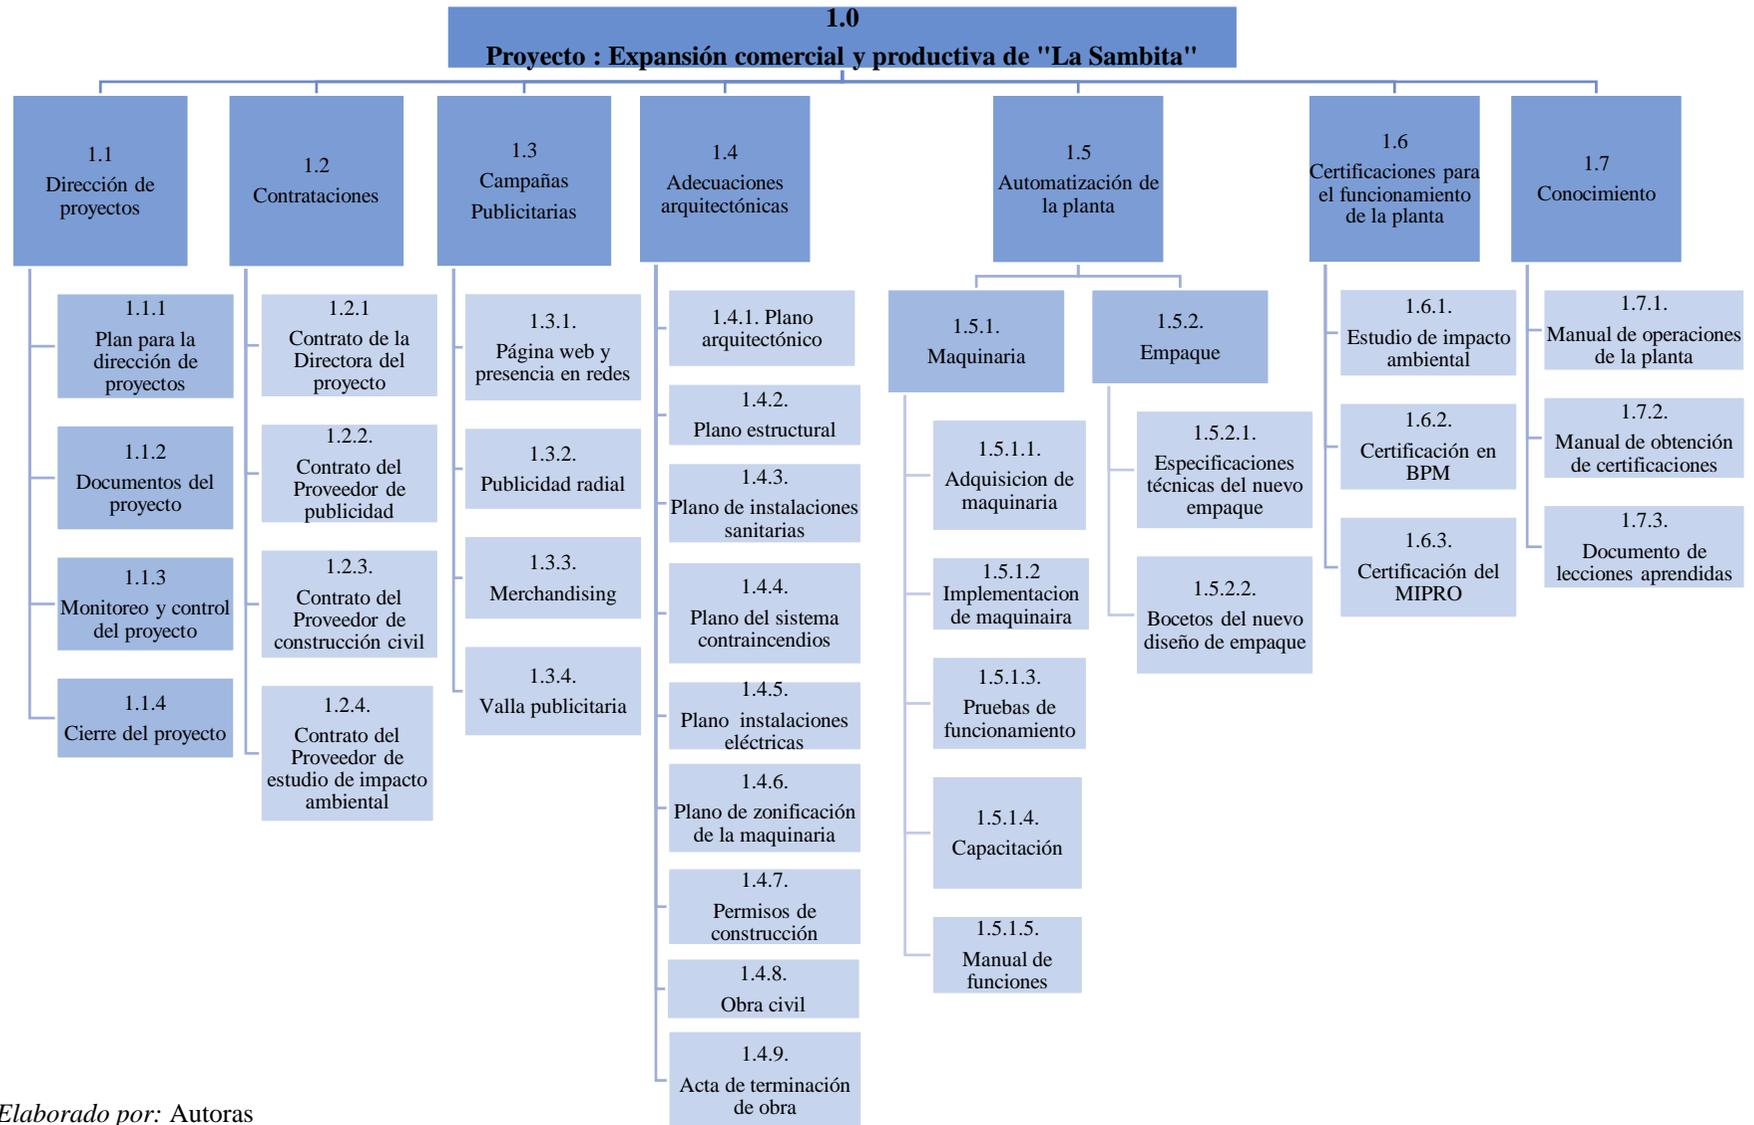 1.0
Proyecto : Expansión comercial y productiva de "La Sambita"
1.1
Dirección de
proyectos
1.1.1
Plan para la
dirección de
proyectos
1.1.2
Documentos del
proyecto
1.1.3
Monitoreo y control
del proyecto
1.1.4
Cierre del proyecto
1.2
Contrataciones
1.2.1
Contrato de la
Directora del
proyecto
1.2.2.
Contrato del
Proveedor de
publicidad
1.2.3.
Contrato del
Proveedor de
construcción civil
1.2.4.
Contrato del
Proveedor de
estudio de impacto
ambiental
1.3
Campañas
Publicitarias
1.3.1.
Página web y
presencia en redes
1.3.2.
Publicidad radial
1.3.3.
Merchandising
1.3.4.
Valla publicitaria
1.4
Adecuaciones
arquitectónicas
1.4.1. Plano
arquitectónico
1.4.2.
Plano estructural
1.4.3.
Plano de instalaciones
sanitarias
1.4.4.
Plano del sistema
contraincendios
1.4.5.
Plano instalaciones
eléctricas
1.4.6.
Plano de zonificación
de la maquinaria
1.4.7.
Permisos de
construcción
1.4.8.
Obra civil
1.4.9.
Acta de terminación
de obra
1.5
Automatización de
la planta
1.5.1.
Maquinaria
1.5.1.1.
Adquisicion de
maquinaria
1.5.1.2
Implementacion
de maquinaira
1.5.1.3.
Pruebas de
funcionamiento
1.5.1.4.
Capacitación
1.5.1.5.
Manual de
funciones
1.5.2.
Empaque
1.5.2.1.
Especificaciones
técnicas del nuevo
empaque
1.5.2.2.
Bocetos del nuevo
diseño de empaque
1.6
Certificaciones para
el funcionamiento
de la planta
1.6.1.
Estudio de impacto
ambiental
1.6.2.
Certificación en
BPM
1.6.3.
Certificación del
MIPRO
1.7
Conocimiento
1.7.1.
Manual de operaciones
de la planta
1.7.2.
Manual de obtención
de certificaciones
1.7.3.
Documento de
lecciones aprendidas
Elaborado por: Autoras